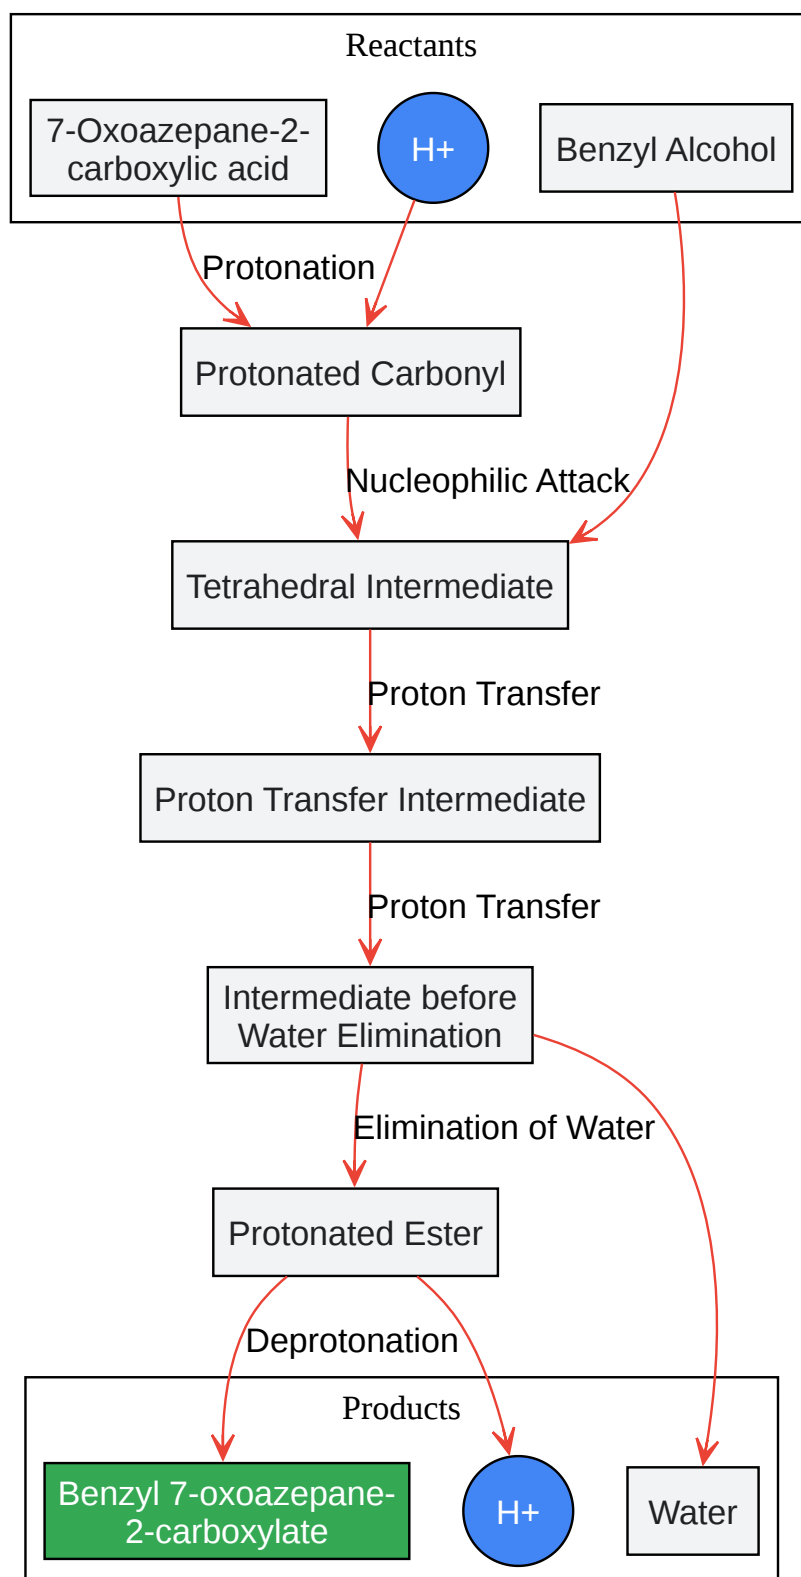 Reactants
7-Oxoazepane-2-
carboxylic acid
H+
Benzyl Alcohol
Protonation
Protonated Carbonyl
Nucleophilic Attack
Tetrahedral Intermediate
Proton Transfer
Proton Transfer Intermediate
Proton Transfer
Intermediate before
Water Elimination
Elimination of Water
Protonated Ester
Deprotonation
Products
Benzyl 7-oxoazepane-
2-carboxylate
H+
Water